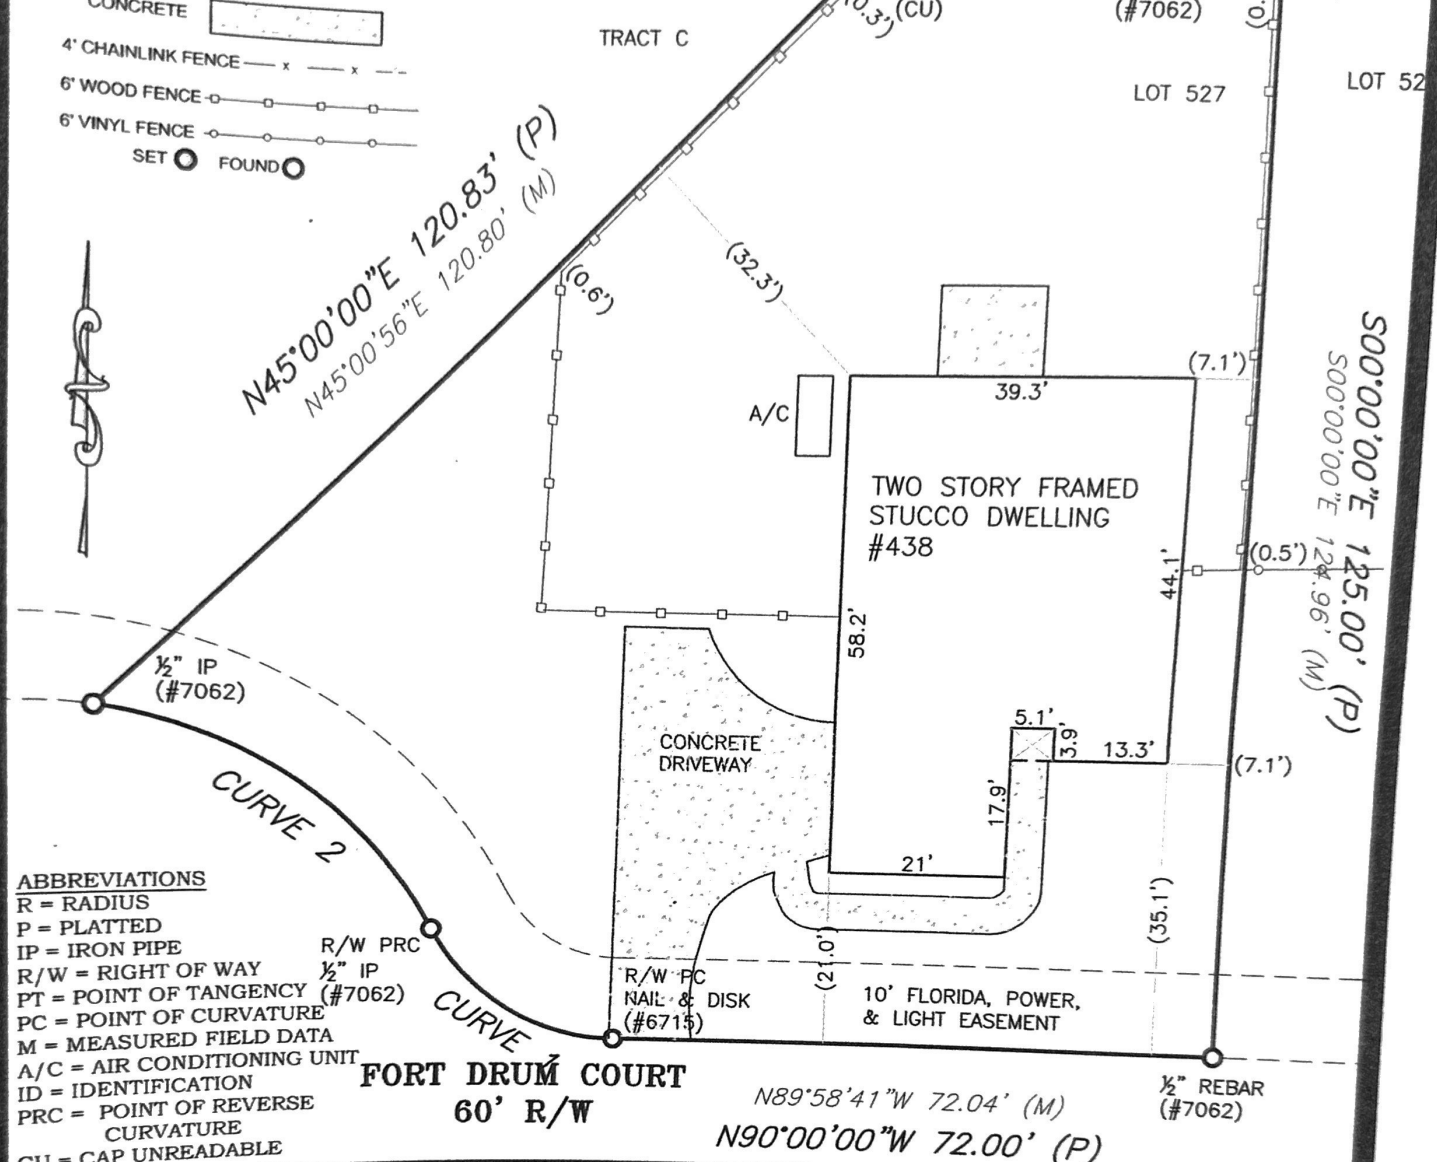 CONCRETE
4' CHAINLINK FENCE
6' WOOD FENCE
6' VINYL FENCE
SET FOUND
TRACT C
(0.3')
(CU)
(#7062)
LOT 527
LOT 52
N45°00'00"E 120.83' (P)
N45°00'56"E 120.80' (M)
(0.6')
(32.3')
(7.1')
39.3'
A/C
TWO STORY FRAMED
STUCCO DWELLING
#438
44.1'
58.2'
(0.5')
S00°00'00"E 125.00' (P)
S00°00'00"E 124.96' (M)
½" IP
(#7062)
CONCRETE
DRIVEWAY
5.1'
3.9'
13.3'
17.9'
(7.1')
21'
(21.0')
(35.1')
CURVE 2
R/W PRC
½" IP
(#7062)
CURVE
R/W PC
NAIL & DISK
(#6715)
10' FLORIDA, POWER,
& LIGHT EASEMENT
ABBREVIATIONS
R = RADIUS
P = PLATTED
IP = IRON PIPE
R/W = RIGHT OF WAY
PT = POINT OF TANGENCY
PC = POINT OF CURVATURE
M = MEASURED FIELD DATA
A/C = AIR CONDITIONING UNIT
ID = IDENTIFICATION
PRC = POINT OF REVERSE
CURVATURE
CU = CAP UNREADABLE
FORT DRUM COURT
60' R/W
½" REBAR
(#7062)
N89°58'41"W 72.04' (M)
N90°00'00"W 72.00' (P)